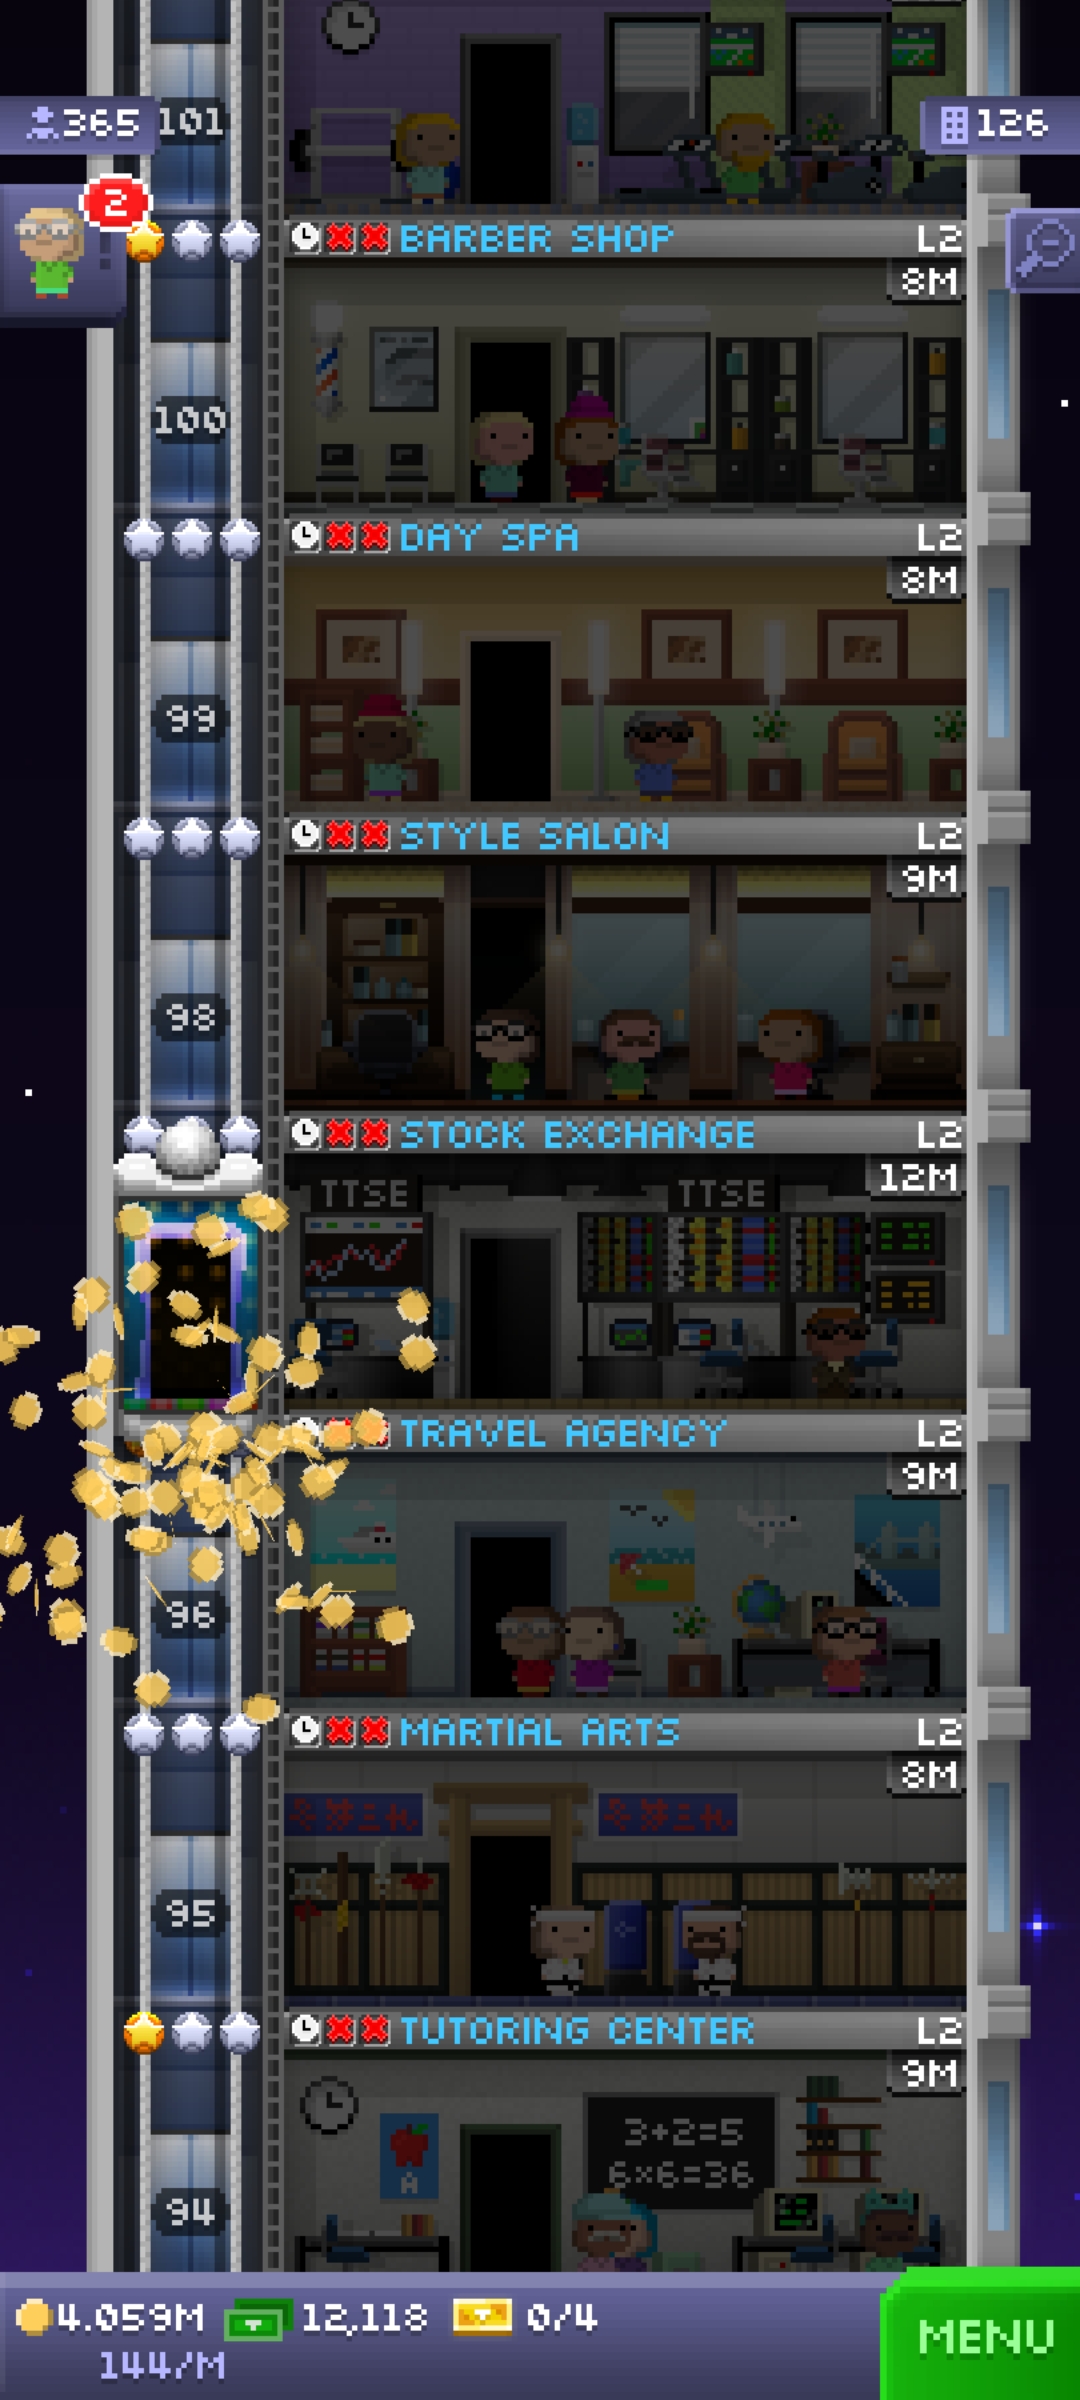 101
365
126
2
BARBER SHOP L2
8M
100
DAY SPA L2
8M
99
STYLE SALON L2
9M
98
STOCK EXCHANGE L2
12M
TTSE TTSE
TRAVEL AGENCY L2
9M
96
MARTIAL ARTS L2
8M
95
TUTORING CENTER L2
9M
3+2=5
6x6=36
A
94
4.059M 12,118 0/4
144/M
MENU